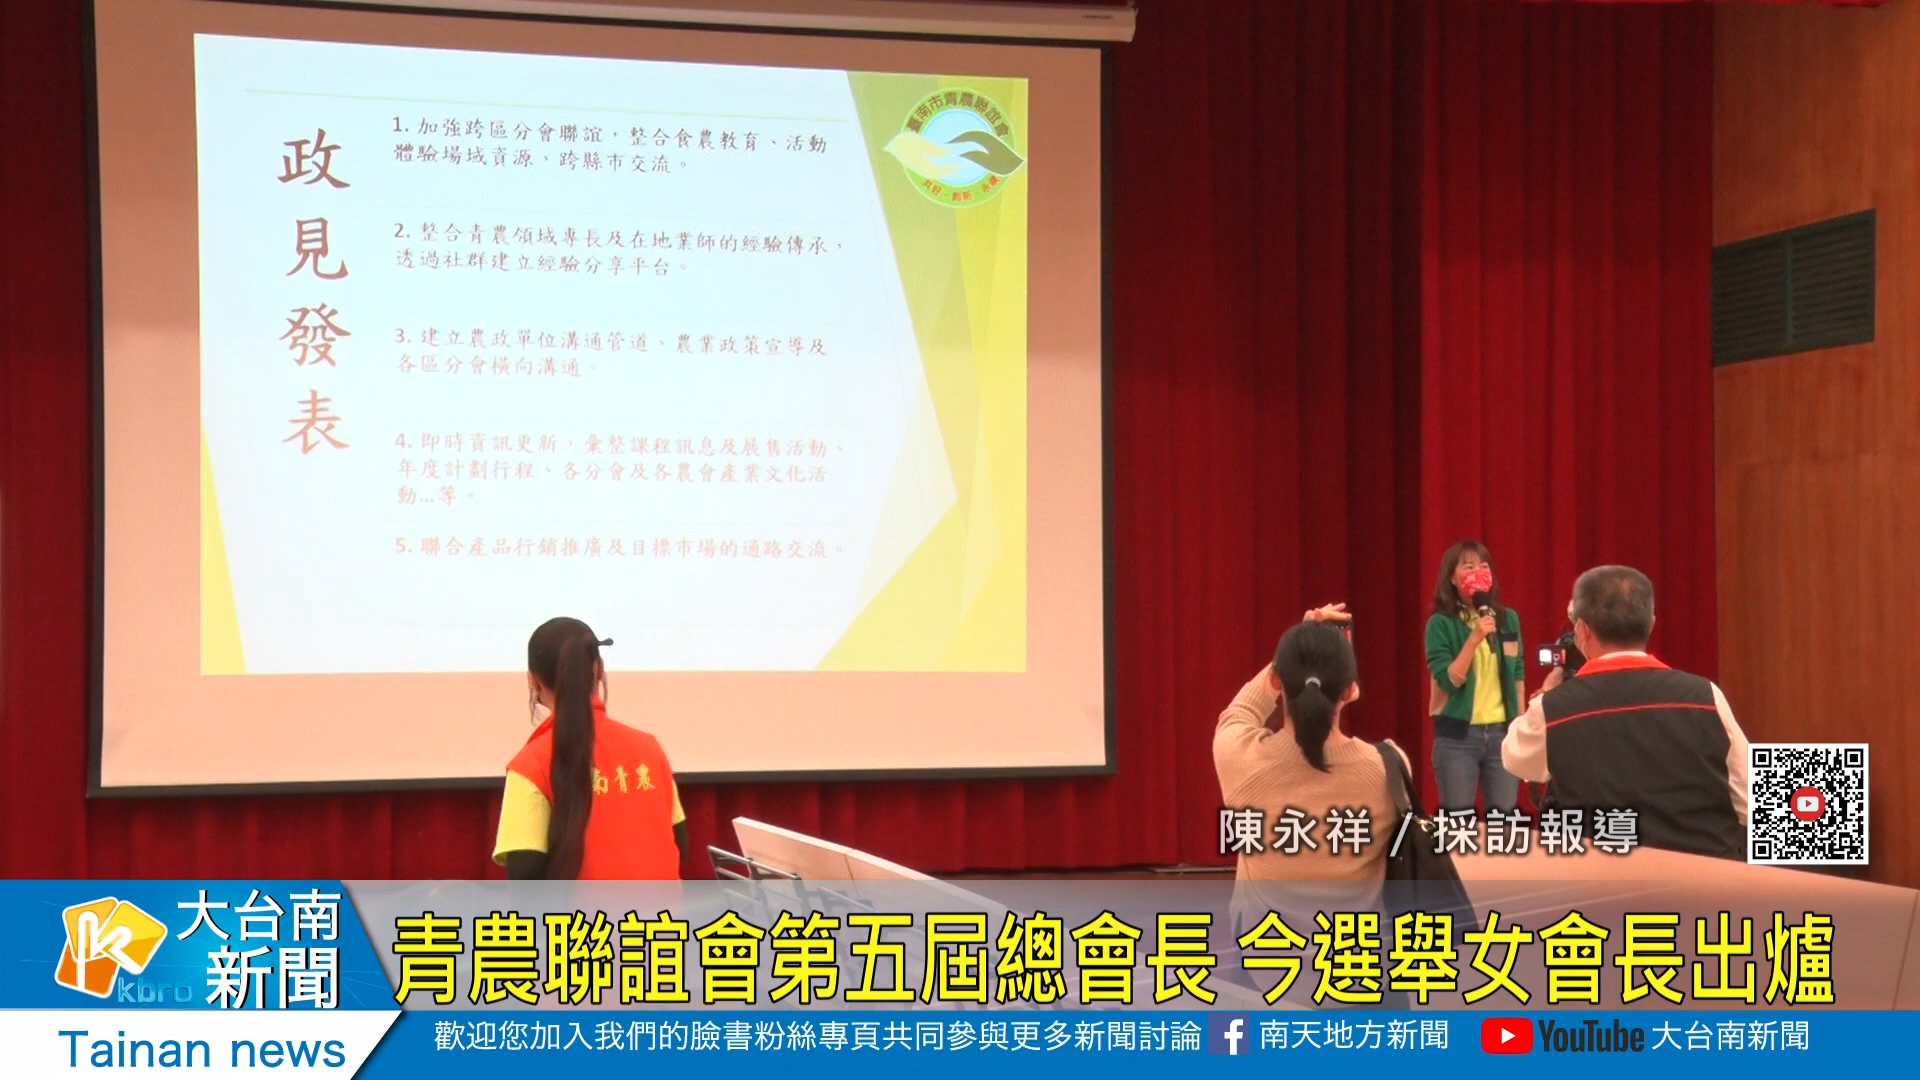 政見發表
1. 加強跨區分會聯誼，整合食農教育、活動
體驗場域資源，跨縣市交流。
2. 整合青農領域專長及在地業師的經驗傳承，
透過社群建立經驗分享平台。
3. 建立農政單位溝通管道、農業政策宣導及
各區分會橫向溝通。
4. 即時資訊更新，彙整課程訊息及展售活動、
年度計劃行程、各分會及各農會產業文化活
動...等。
5. 聯合產品行銷推廣及目標市場的通路交流。
臺南市青農聯誼會
共好·創新·永續
南青農
陳永祥 / 採訪報導
kbro
大台南
新聞
青農聯誼會第五屆總會長 今選舉女會長出爐
Tainan news
歡迎您加入我們的臉書粉絲專頁共同參與更多新聞討論 南天地方新聞 YouTube 大台南新聞